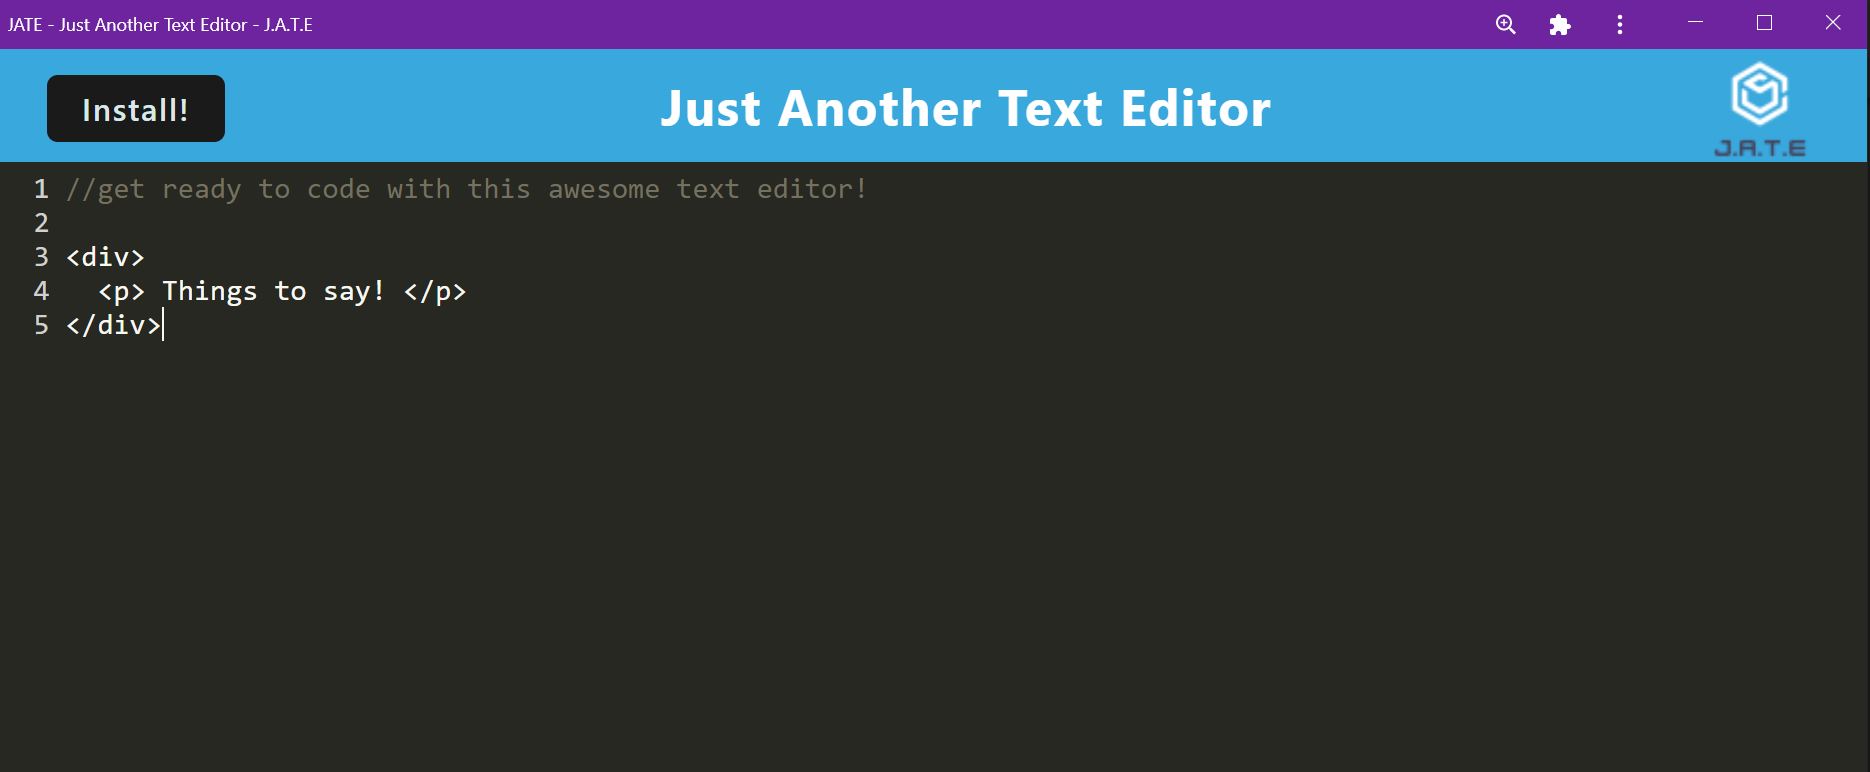 JATE - Just Another Text Editor - J.A.T.E
Install!
Just Another Text Editor
J.A.T.E
1 //get ready to code with this awesome text editor!
2
3 <div>
4   <p> Things to say! </p>
5 </div>